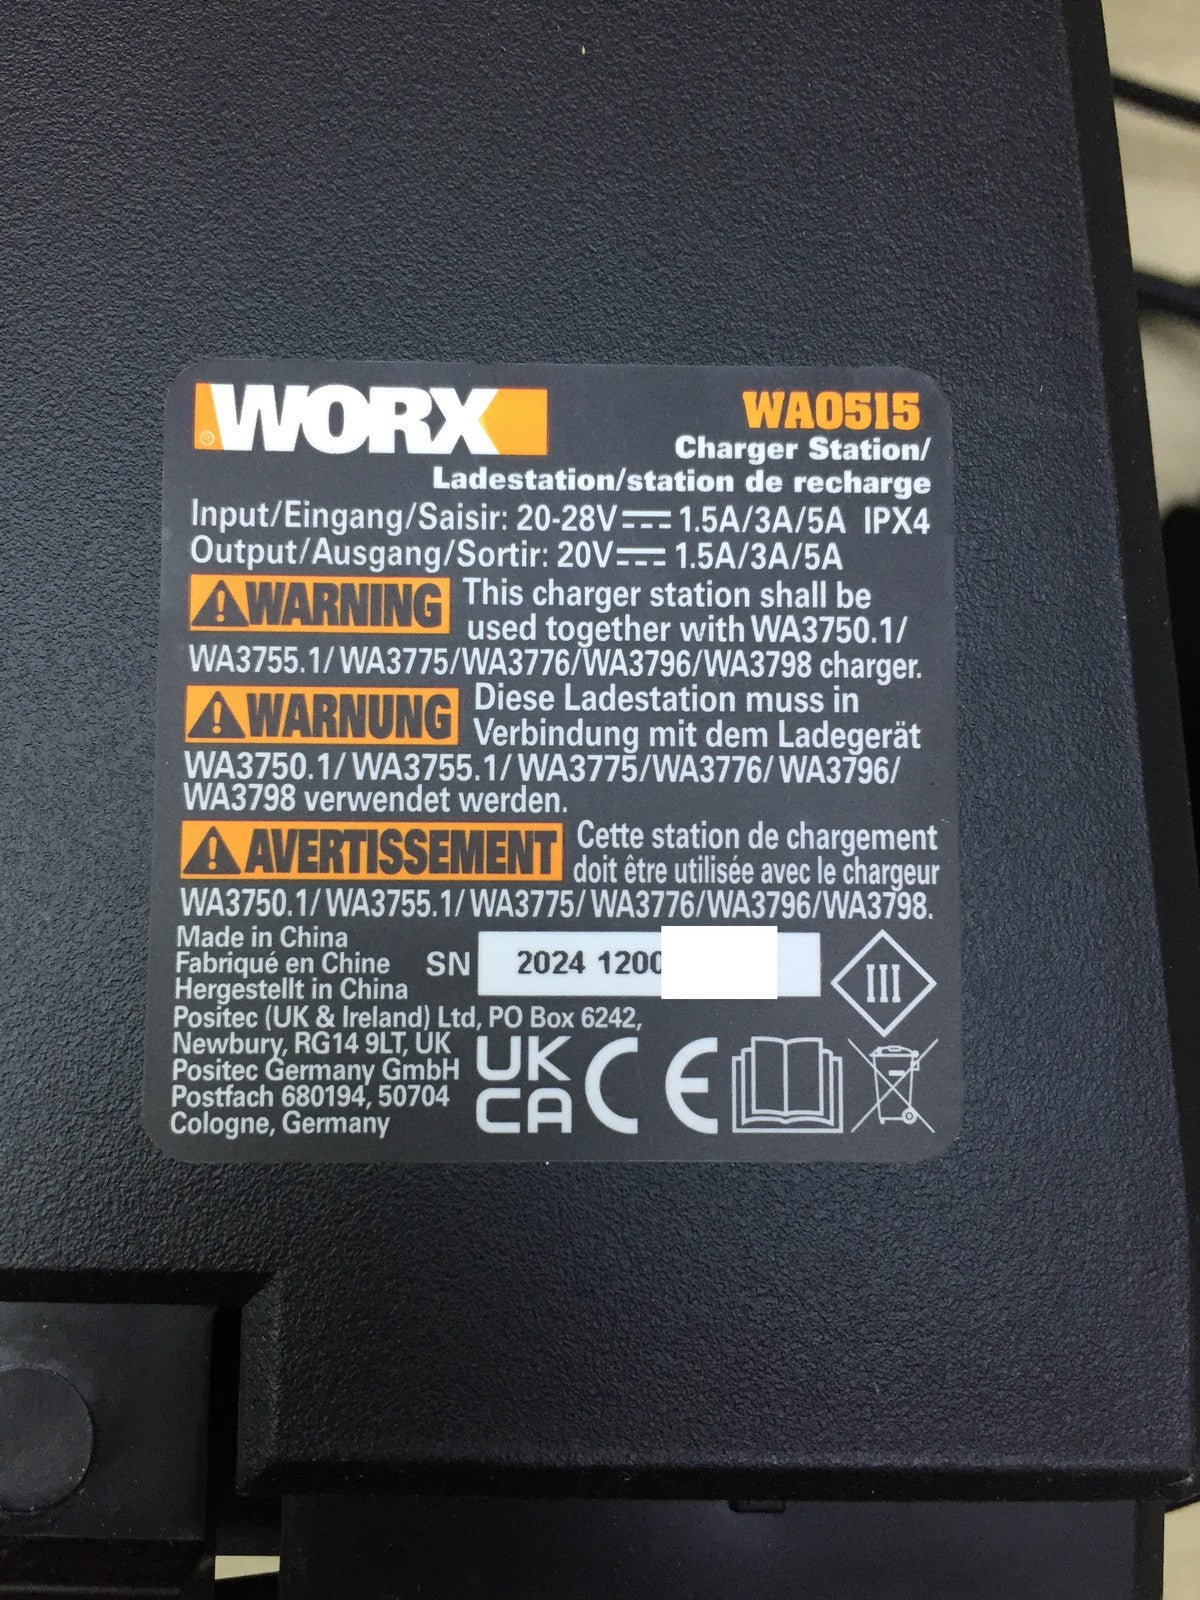 WORX
WA0515
Charger Station/
Ladestation/station de recharge
Input/Eingang/Saisir: 20-28V⎓1.5A/3A/5A IPX4
Output/Ausgang/Sortir: 20V⎓1.5A/3A/5A
WARNING This charger station shall be
used together with WA3750.1/
WA3755.1/WA3775/WA3776/WA3796/WA3798 charger.
WARNUNG Diese Ladestation muss in
Verbindung mit dem Ladegerät
WA3750.1/WA3755.1/WA3775/WA3776/WA3796/
WA3798 verwendet werden.
AVERTISSEMENT Cette station de chargement
doit être utilisée avec le chargeur
WA3750.1/WA3755.1/WA3775/WA3776/WA3796/WA3798.
Made in China
Fabriqué en Chine
Hergestellt in China
SN 2024 1200
III
Positec (UK & Ireland) Ltd, PO Box 6242,
Newbury, RG14 9LT, UK
Positec Germany GmbH
Postfach 680194, 50704
Cologne, Germany
UK
CA
CE